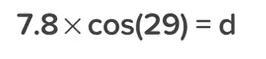 7.8 × cos(29) = d